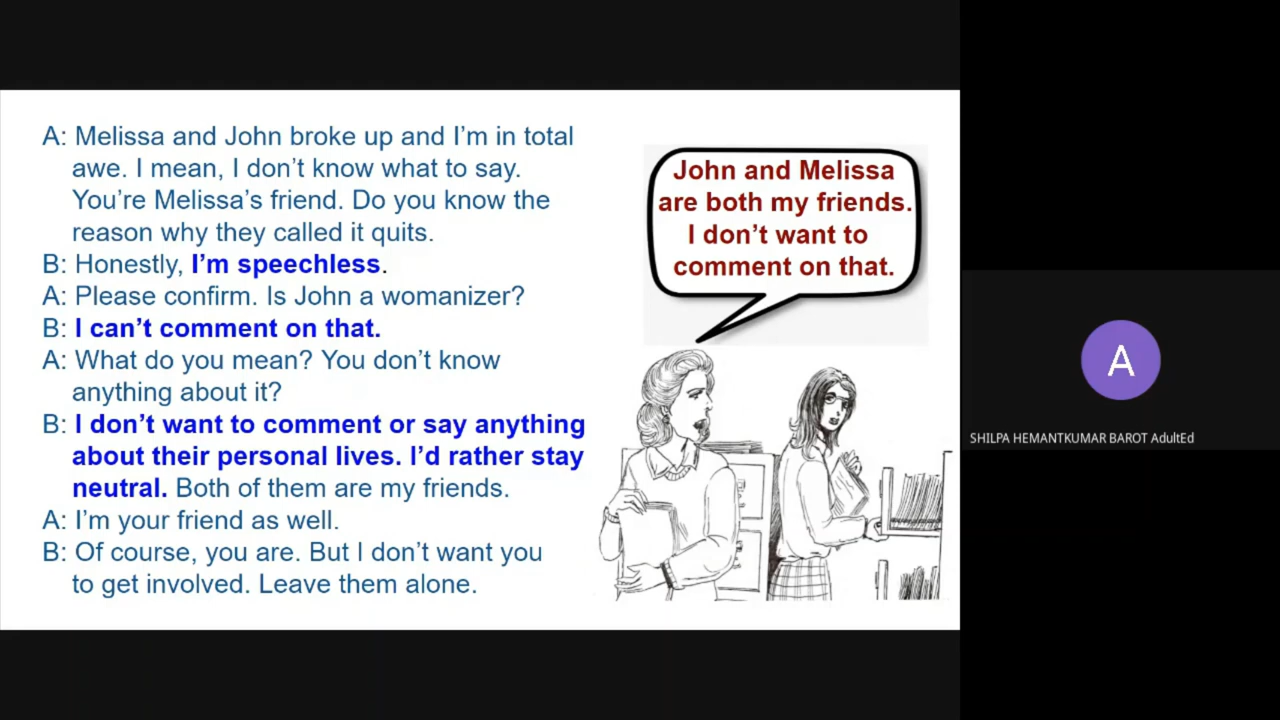 A: Melissa and John broke up and I’m in total
awe. I mean, I don’t know what to say.
You’re Melissa’s friend. Do you know the
reason why they called it quits.
B: Honestly, I’m speechless.
A: Please confirm. Is John a womanizer?
B: I can’t comment on that.
A: What do you mean? You don’t know
anything about it?
B: I don’t want to comment or say anything
about their personal lives. I’d rather stay
neutral. Both of them are my friends.
A: I’m your friend as well.
B: Of course, you are. But I don’t want you
to get involved. Leave them alone.
John and Melissa
are both my friends.
I don’t want to
comment on that.
A
SHILPA HEMANTKUMAR BAROT AdultEd